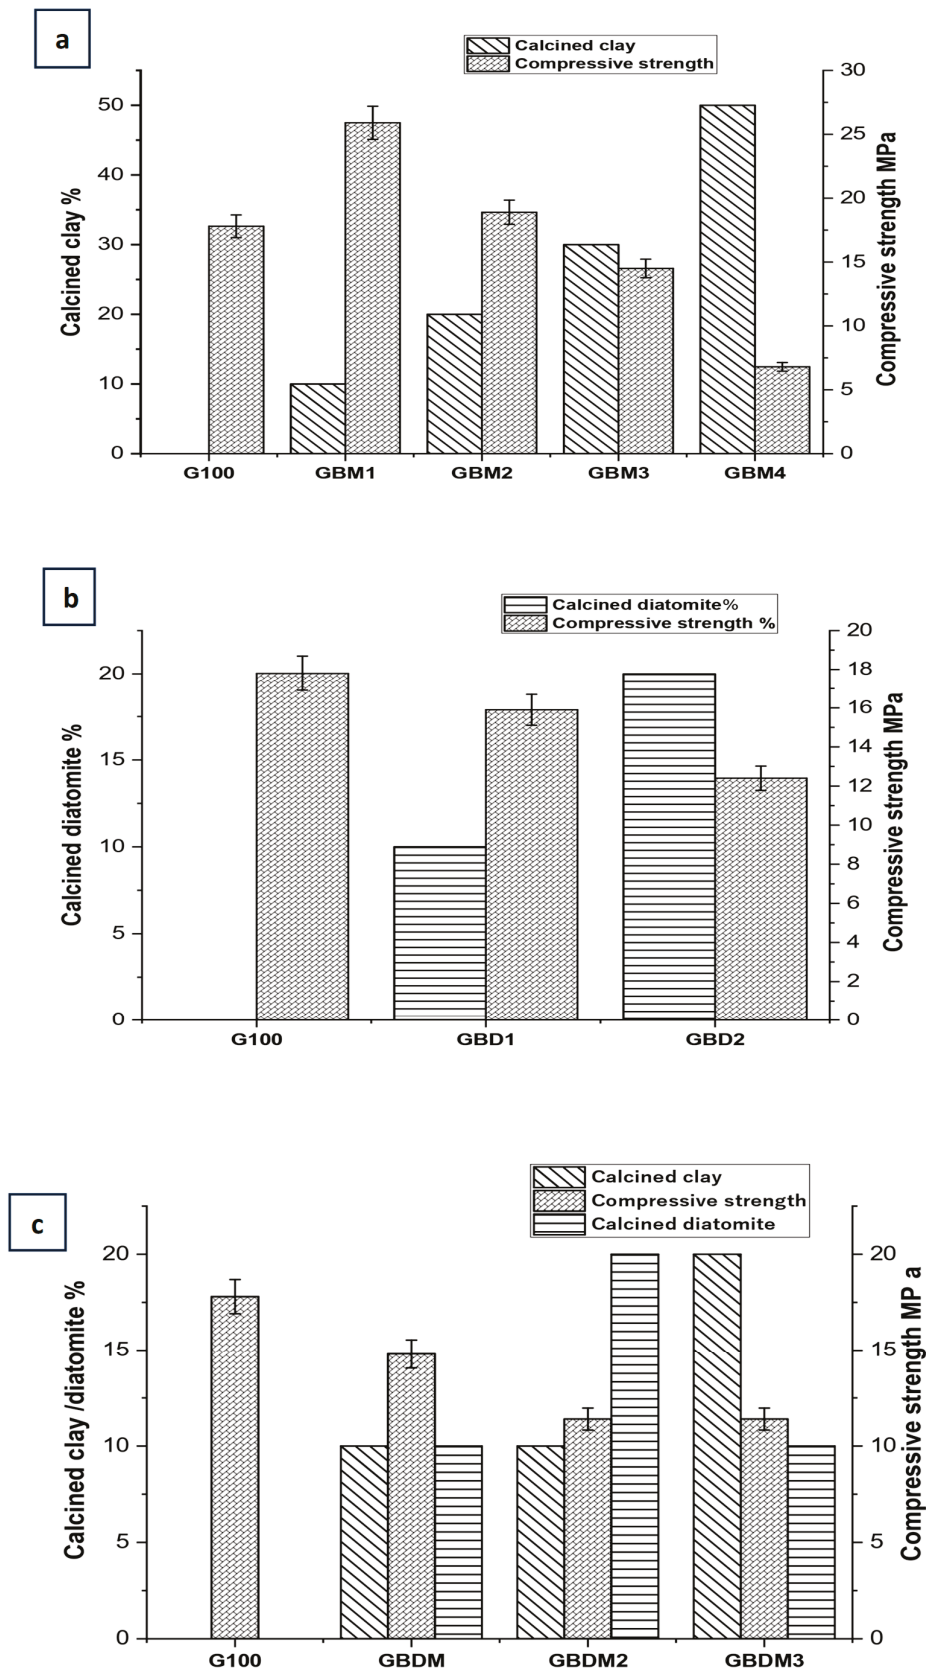 a
Calcined clay
Compressive strength
50
40
30
20
10
0
Calcined clay %
30
25
20
15
10
5
0
Compressive strength MPa
G100 GBM1 GBM2 GBM3 GBM4
b
Calcined diatomite%
Compressive strength %
20
15
10
5
0
Calcined diatomite %
20
18
16
14
12
10
8
6
4
2
0
Compressive strength MPa
G100 GBD1 GBD2
c
Calcined clay
Compressive strength
Calcined diatomite
20
15
10
5
0
Calcined clay /diatomite %
20
15
10
5
0
Compressive strength MP a
G100 GBDM GBDM2 GBDM3